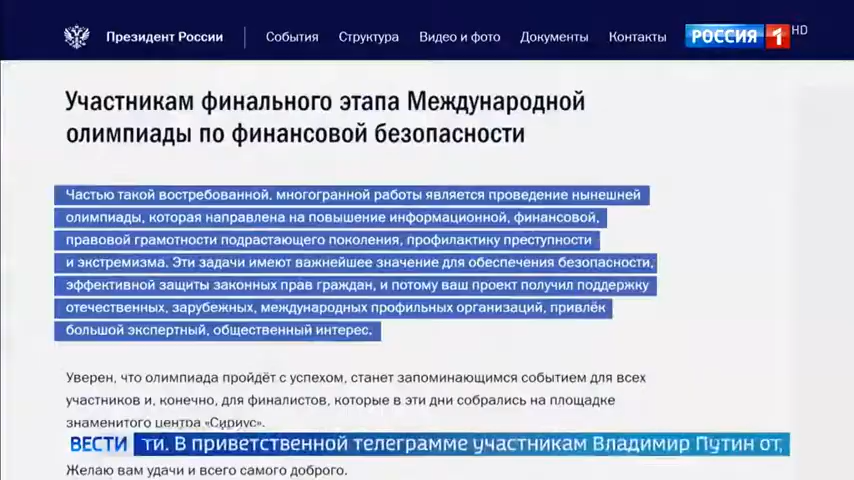 Президент России
События
Структура
Видео и фото
Документы
Контакты
РОССИЯ 1 HD
Участникам финального этапа Международной
олимпиады по финансовой безопасности
Частью такой востребованной, многогранной работы является проведение нынешней
олимпиады, которая направлена на повышение информационной, финансовой,
правовой грамотности подрастающего поколения, профилактику преступности
и экстремизма. Эти задачи имеют важнейшее значение для обеспечения безопасности,
эффективной защиты законных прав граждан, и потому ваш проект получил поддержку
отечественных, зарубежных, международных профильных организаций, привлёк
большой экспертный, общественный интерес.
Уверен, что олимпиада пройдёт с успехом, станет запоминающимся событием для всех
участников и, конечно, для финалистов, которые в эти дни собрались на площадке
знаменитого центра «Сириус».
ВЕСТИ ти. В приветственной телеграмме участникам Владимир Путин от,
Желаю вам удачи и всего самого доброго.